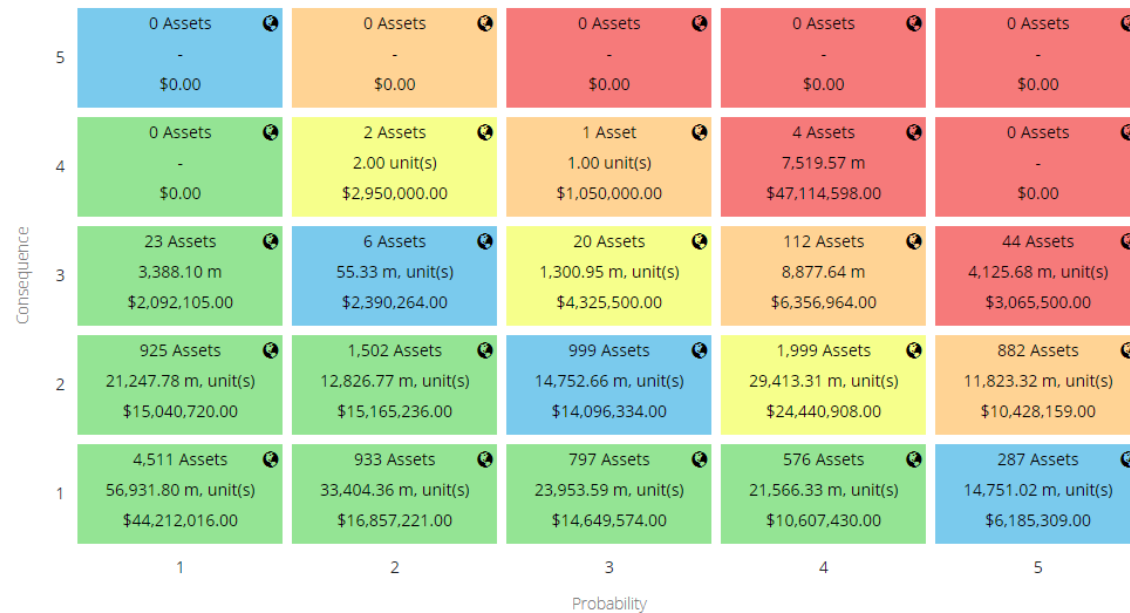 0 Assets 0 Assets 0 Assets 0 Assets 0 Assets
5 - - - - -
$0.00 $0.00 $0.00 $0.00 $0.00
0 Assets 2 Assets 1 Asset 4 Assets 0 Assets
4 - 2.00 unit(s) 1.00 unit(s) 7,519.57 m -
$0.00 $2,950,000.00 $1,050,000.00 $47,114,598.00 $0.00
Consequence
23 Assets 6 Assets 20 Assets 112 Assets 44 Assets
3 3,388.10 m 55.33 m, unit(s) 1,300.95 m, unit(s) 8,877.64 m 4,125.68 m, unit(s)
$2,092,105.00 $2,390,264.00 $4,325,500.00 $6,356,964.00 $3,065,500.00
925 Assets 1,502 Assets 999 Assets 1,999 Assets 882 Assets
2 21,247.78 m, unit(s) 12,826.77 m, unit(s) 14,752.66 m, unit(s) 29,413.31 m, unit(s) 11,823.32 m, unit(s)
$15,040,720.00 $15,165,236.00 $14,096,334.00 $24,440,908.00 $10,428,159.00
4,511 Assets 933 Assets 797 Assets 576 Assets 287 Assets
1 56,931.80 m, unit(s) 33,404.36 m, unit(s) 23,953.59 m, unit(s) 21,566.33 m, unit(s) 14,751.02 m, unit(s)
$44,212,016.00 $16,857,221.00 $14,649,574.00 $10,607,430.00 $6,185,309.00
1 2 3 4 5
Probability